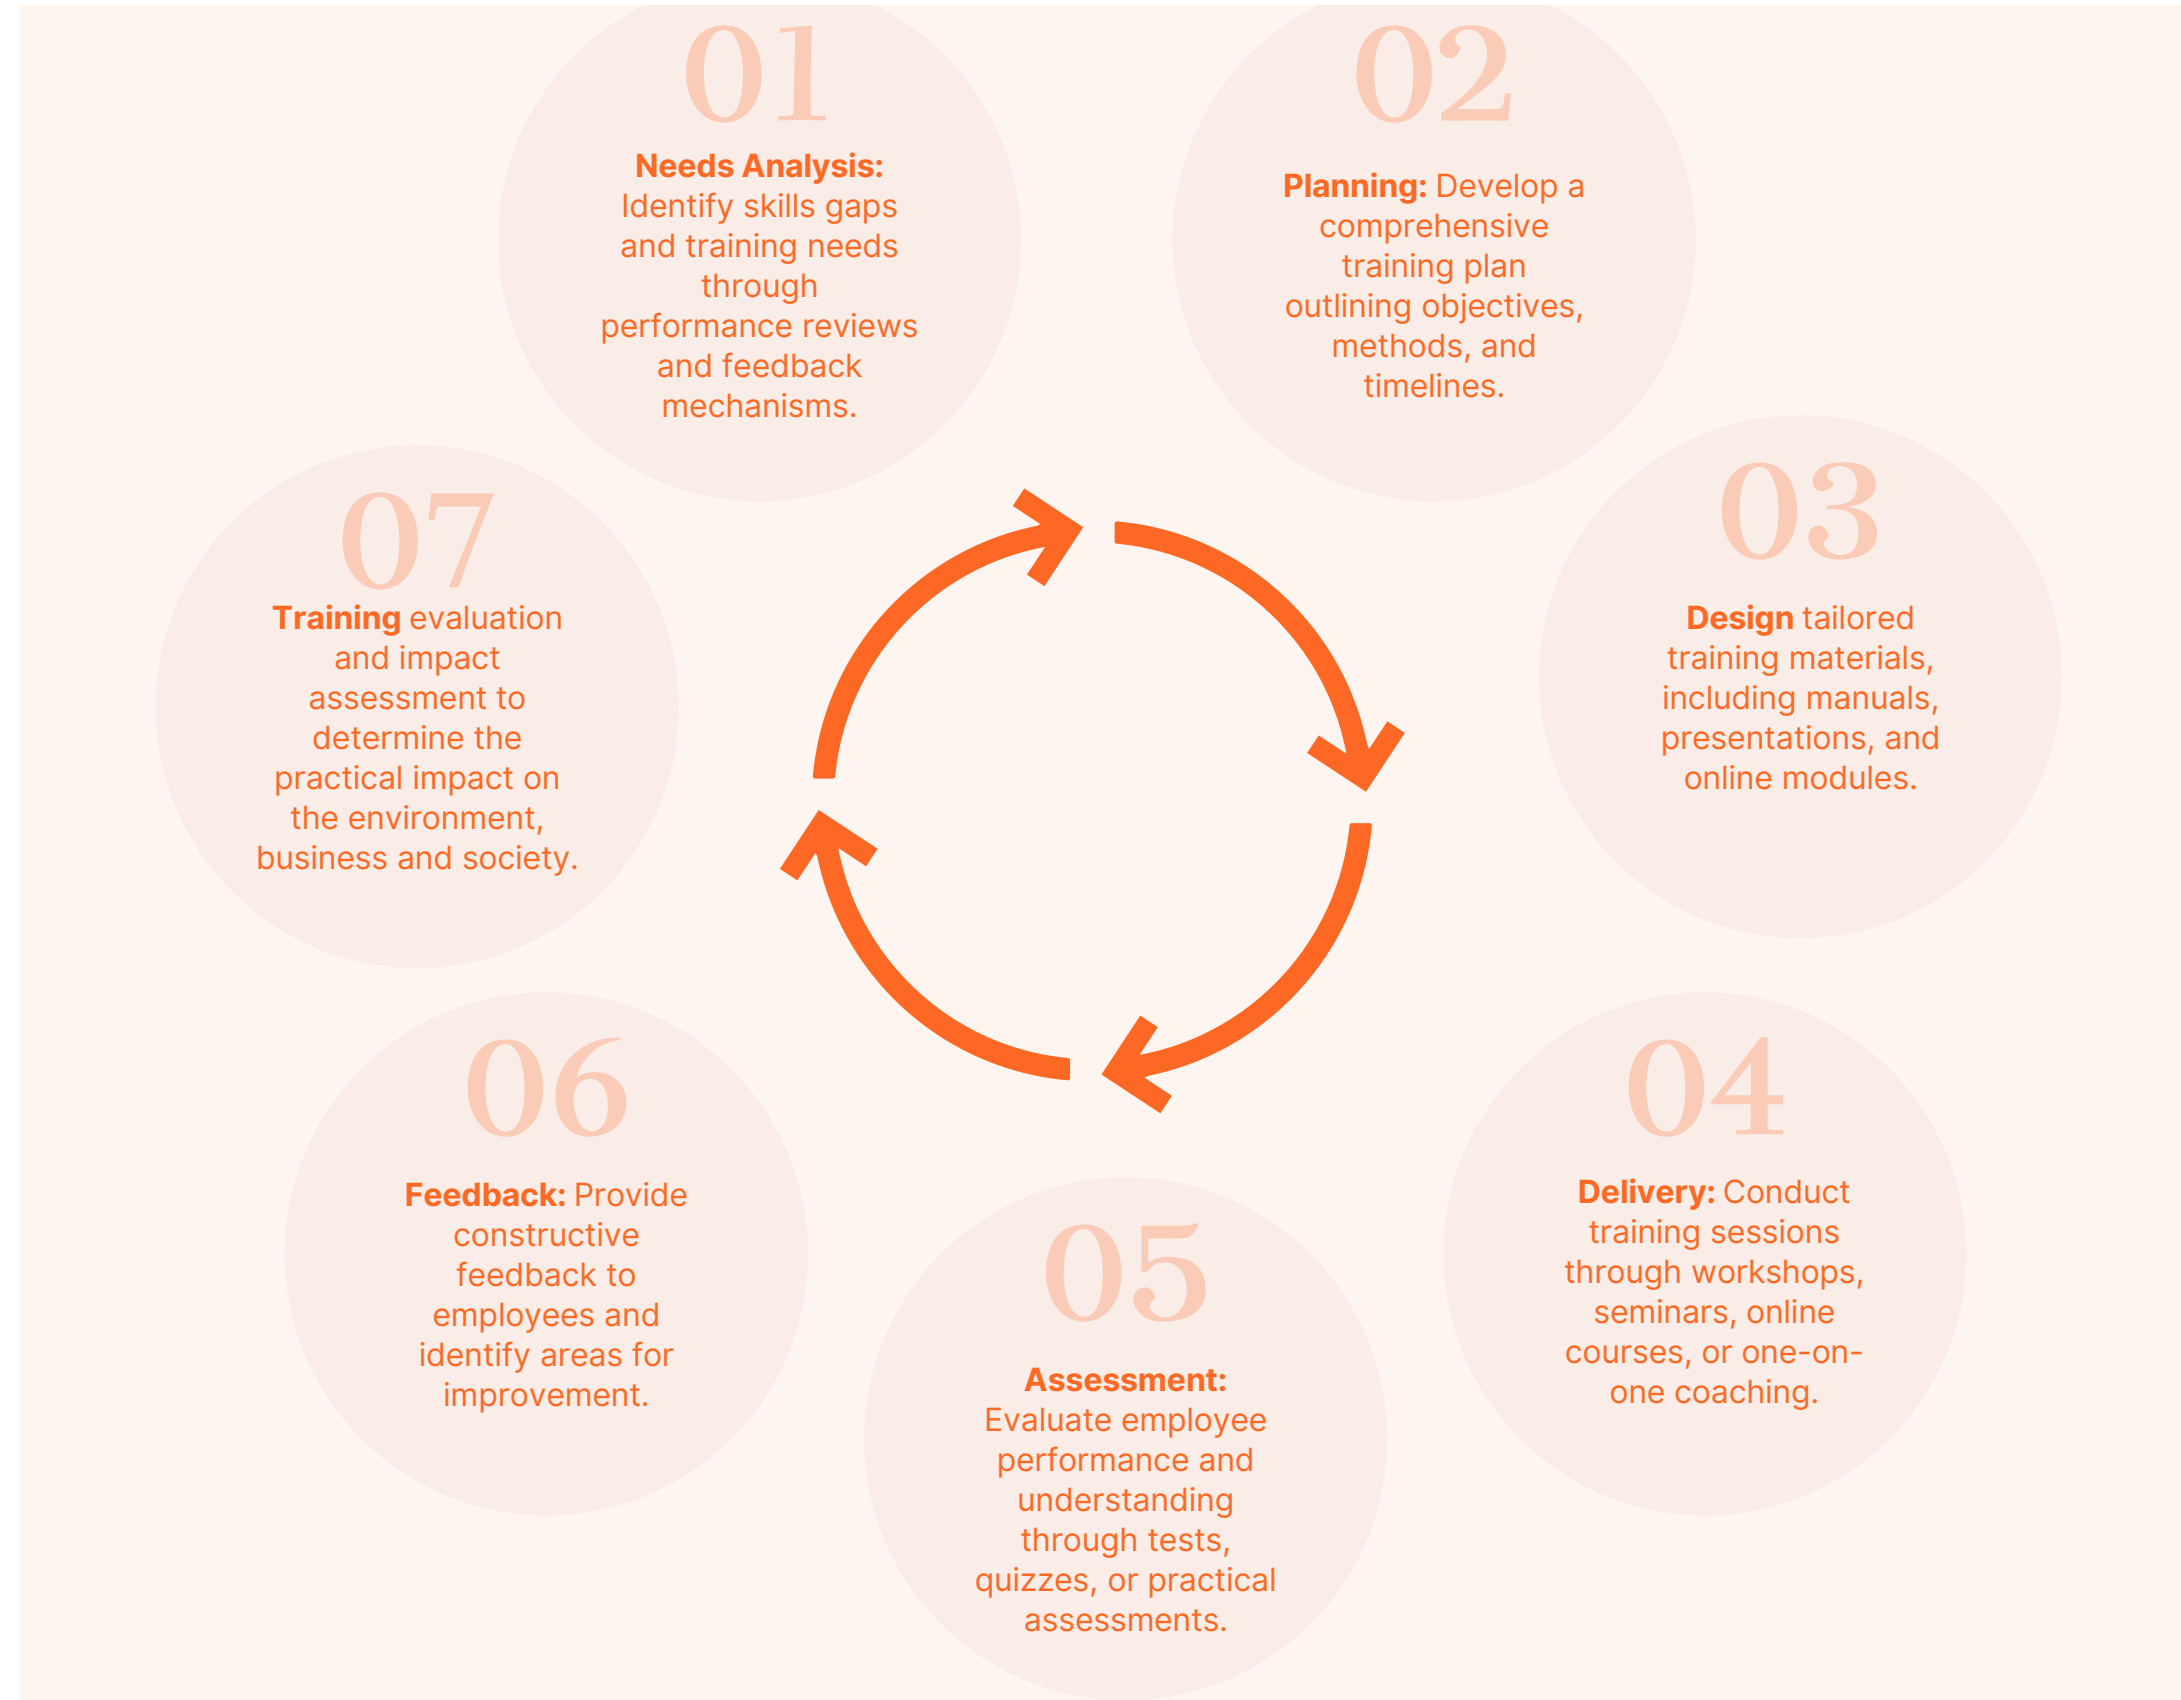 01
Needs Analysis:
Identify skills gaps
and training needs
through
performance reviews
and feedback
mechanisms.
02
Planning: Develop a
comprehensive
training plan
outlining objectives,
methods, and
timelines.
03
Design tailored
training materials,
including manuals,
presentations, and
online modules.
04
Delivery: Conduct
training sessions
through workshops,
seminars, online
courses, or one-on-
one coaching.
05
Assessment:
Evaluate employee
performance and
understanding
through tests,
quizzes, or practical
assessments.
06
Feedback: Provide
constructive
feedback to
employees and
identify areas for
improvement.
07
Training evaluation
and impact
assessment to
determine the
practical impact on
the environment,
business and society.